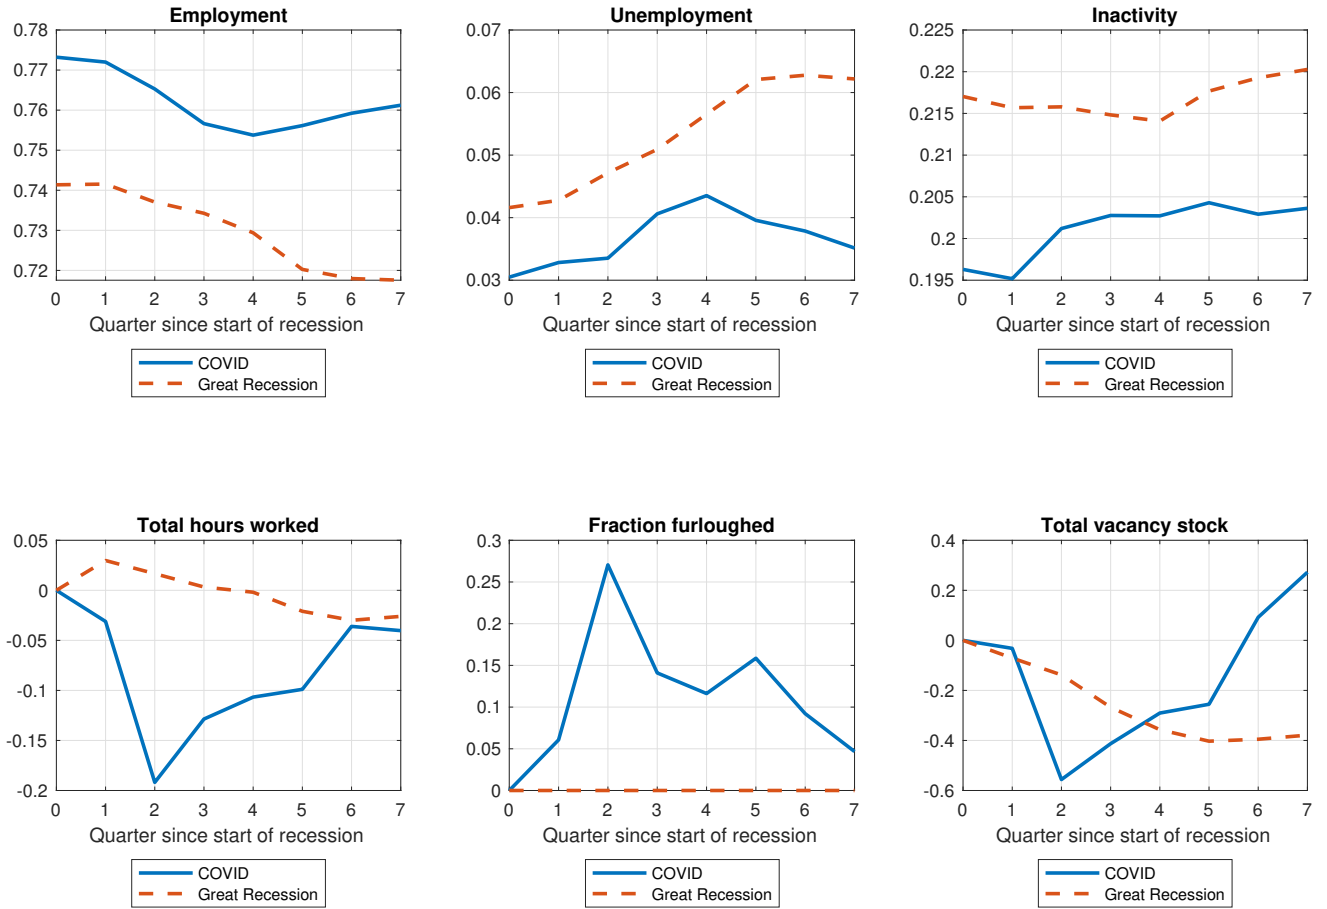 Employment
0.78
0.77
0.76
0.75
0.74
0.73
0.72
0 1 2 3 4 5 6 7
Quarter since start of recession
COVID
Great Recession
Unemployment
0.07
0.06
0.05
0.04
0.03
0 1 2 3 4 5 6 7
Quarter since start of recession
COVID
Great Recession
Inactivity
0.225
0.22
0.215
0.21
0.205
0.2
0.195
0 1 2 3 4 5 6 7
Quarter since start of recession
COVID
Great Recession
Total hours worked
0.05
0
-0.05
-0.1
-0.15
-0.2
0 1 2 3 4 5 6 7
Quarter since start of recession
COVID
Great Recession
Fraction furloughed
0.3
0.25
0.2
0.15
0.1
0.05
0
0 1 2 3 4 5 6 7
Quarter since start of recession
COVID
Great Recession
Total vacancy stock
0.4
0.2
0
-0.2
-0.4
-0.6
0 1 2 3 4 5 6 7
Quarter since start of recession
COVID
Great Recession